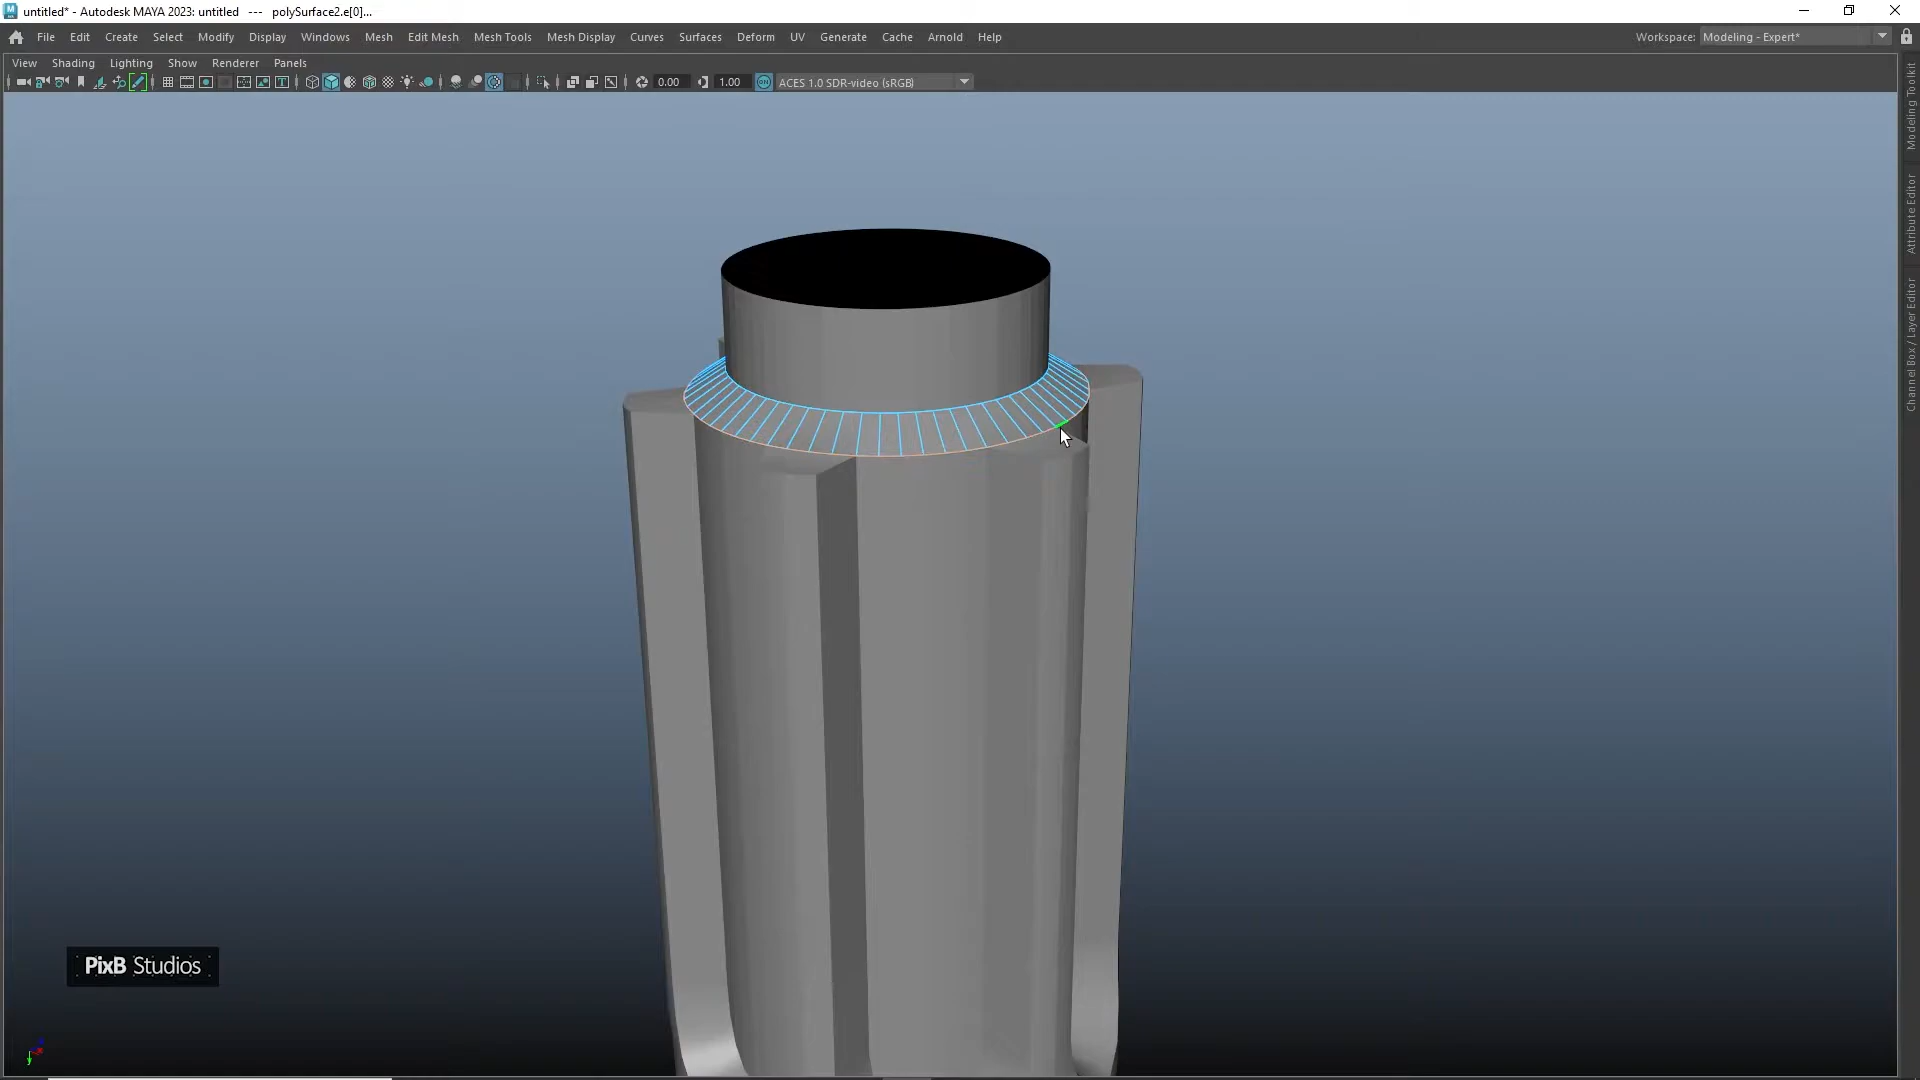 untitled* - Autodesk MAYA 2023: untitled --- polySurface2.e[0]...
File Edit Create Select Modify Display Windows Mesh Edit Mesh Mesh Tools Mesh Display Curves Surfaces Deform UV Generate Cache Arnold Help Workspace: Modeling - Expert*
View Shading Lighting Show Renderer Panels
0.00 1.00 ON ACES 1.0 SDR-video (sRGB)
Modeling Toolkit
Attribute Editor
Channel Box / Layer Editor
PixB Studios